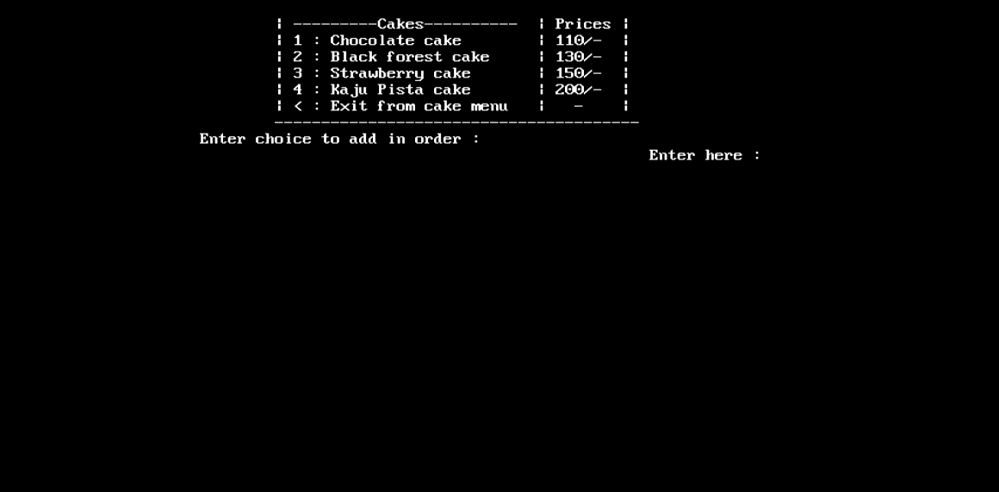 ¦ ---------Cakes---------- ¦ Prices ¦
¦ 1 : Chocolate cake ¦ 110/- ¦
¦ 2 : Black forest cake ¦ 130/- ¦
¦ 3 : Strawberry cake ¦ 150/- ¦
¦ 4 : Kaju Pista cake ¦ 200/- ¦
¦ < : Exit from cake menu ¦ - ¦
---------------------------------------
Enter choice to add in order :
Enter here :